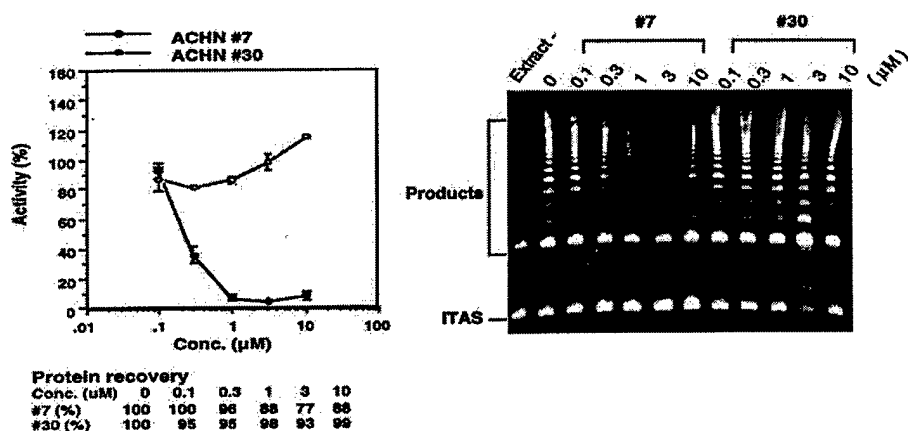 ACHN #7
ACHN #30
160
140
120
100
80
60
40
20
0
Activity (%)
.01 .1 1 10 100
Conc. (μM)
Protein recovery
Conc. (uM) 0 0.1 0.3 1 3 10
#7 (%) 100 100 96 88 77 88
#30 (%) 100 95 95 98 93 99
#7 #30
Extract - 0 0.1 0.3 1 3 10 0.1 0.3 1 3 10 (μM)
Products
ITAS